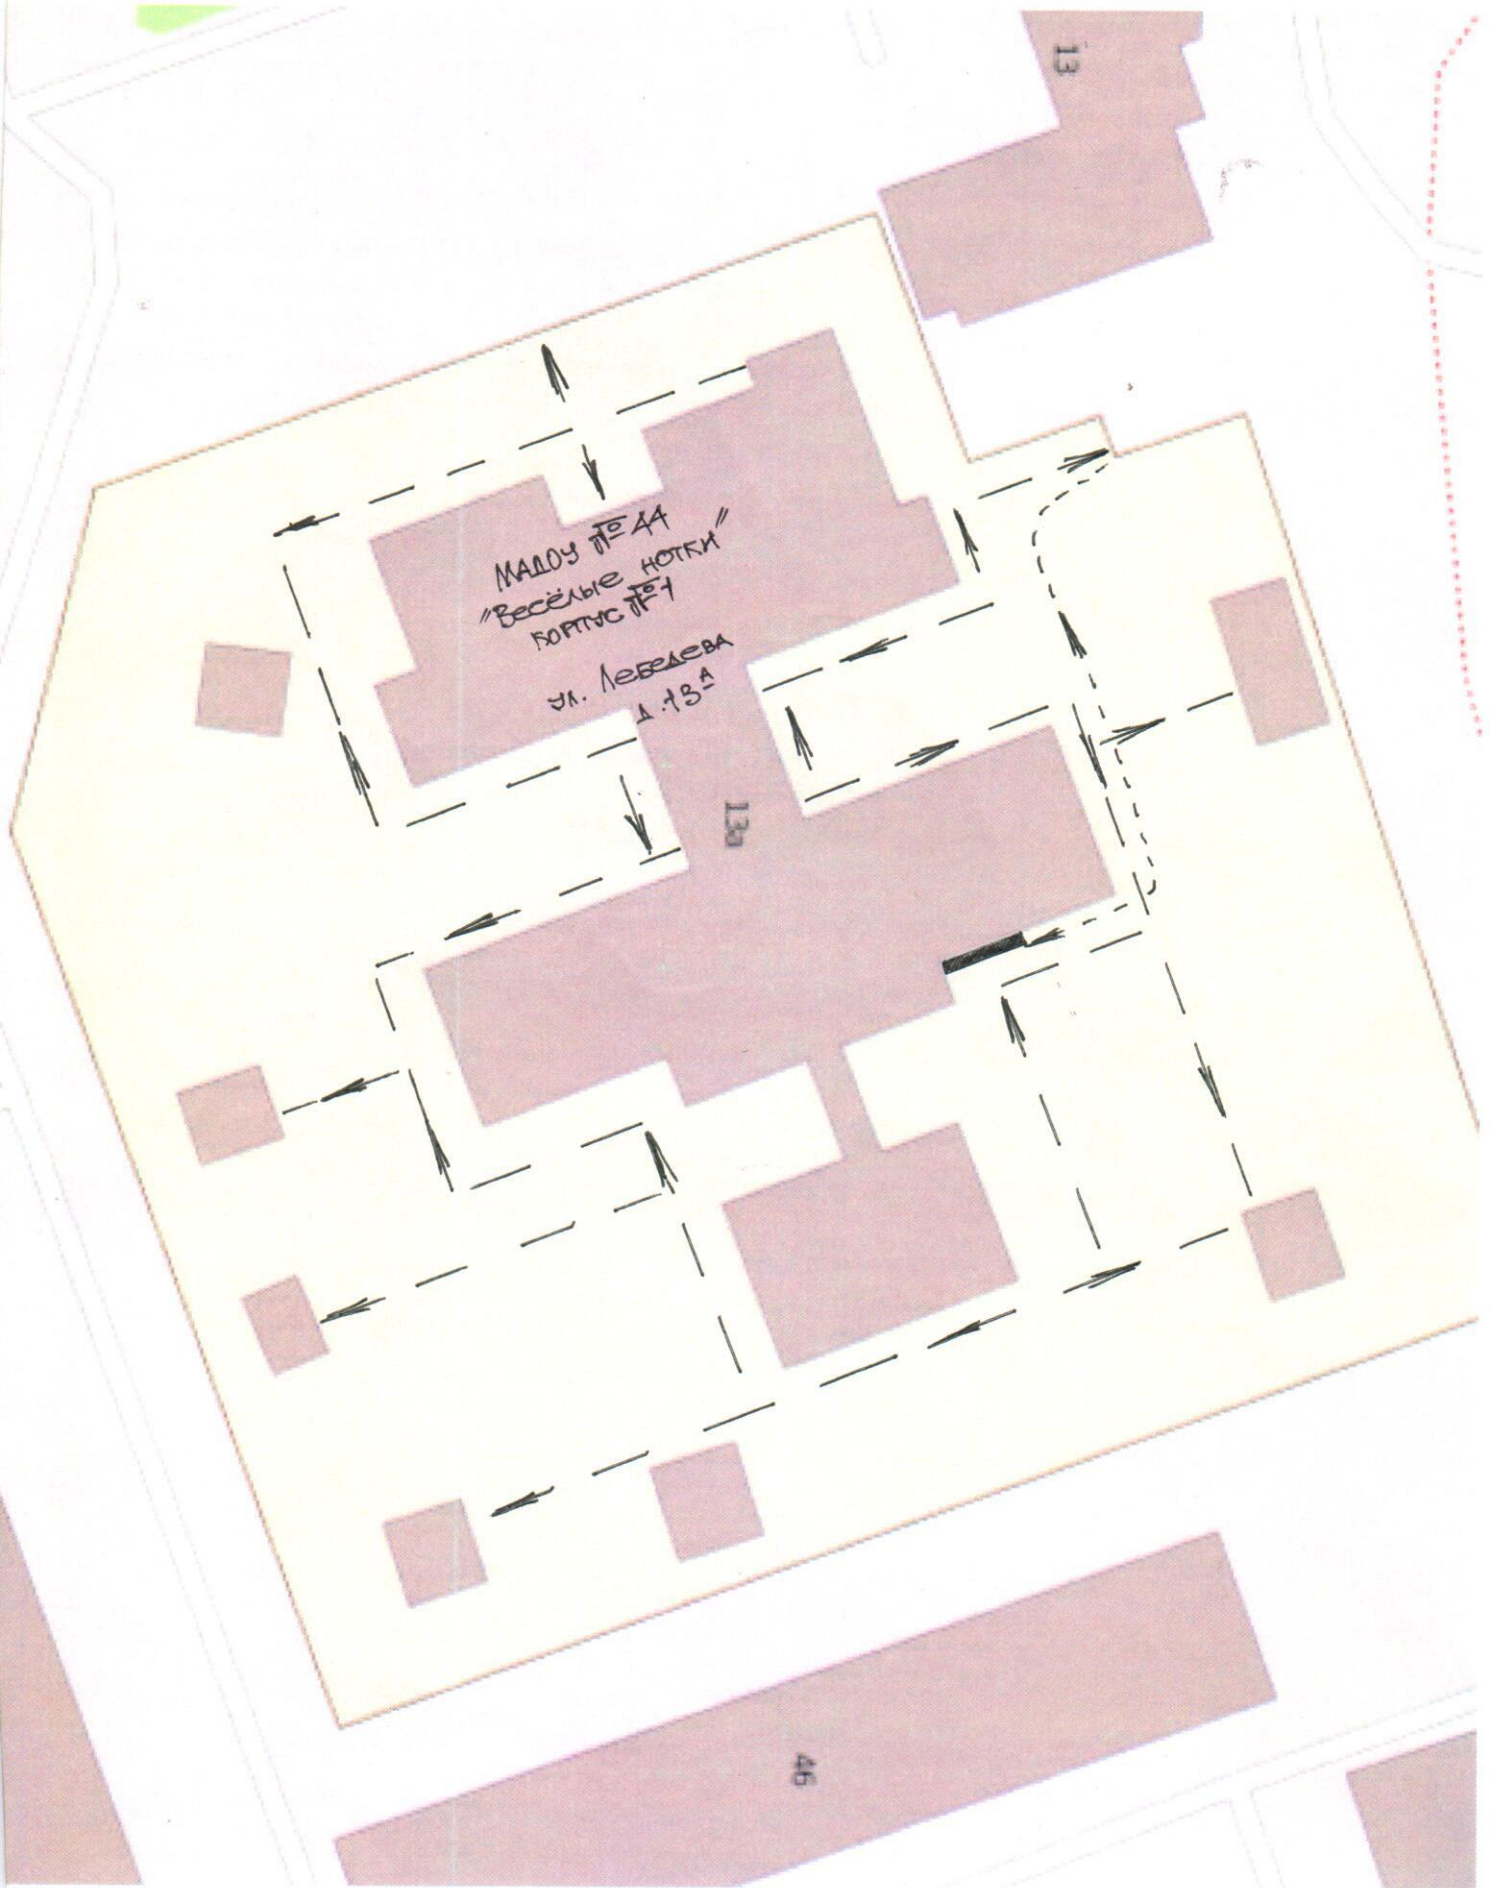 13
МАДОУ № 44
"Весёлые нотки"
корпус № 1
ул. Лебедева
д. 13А
13а
46